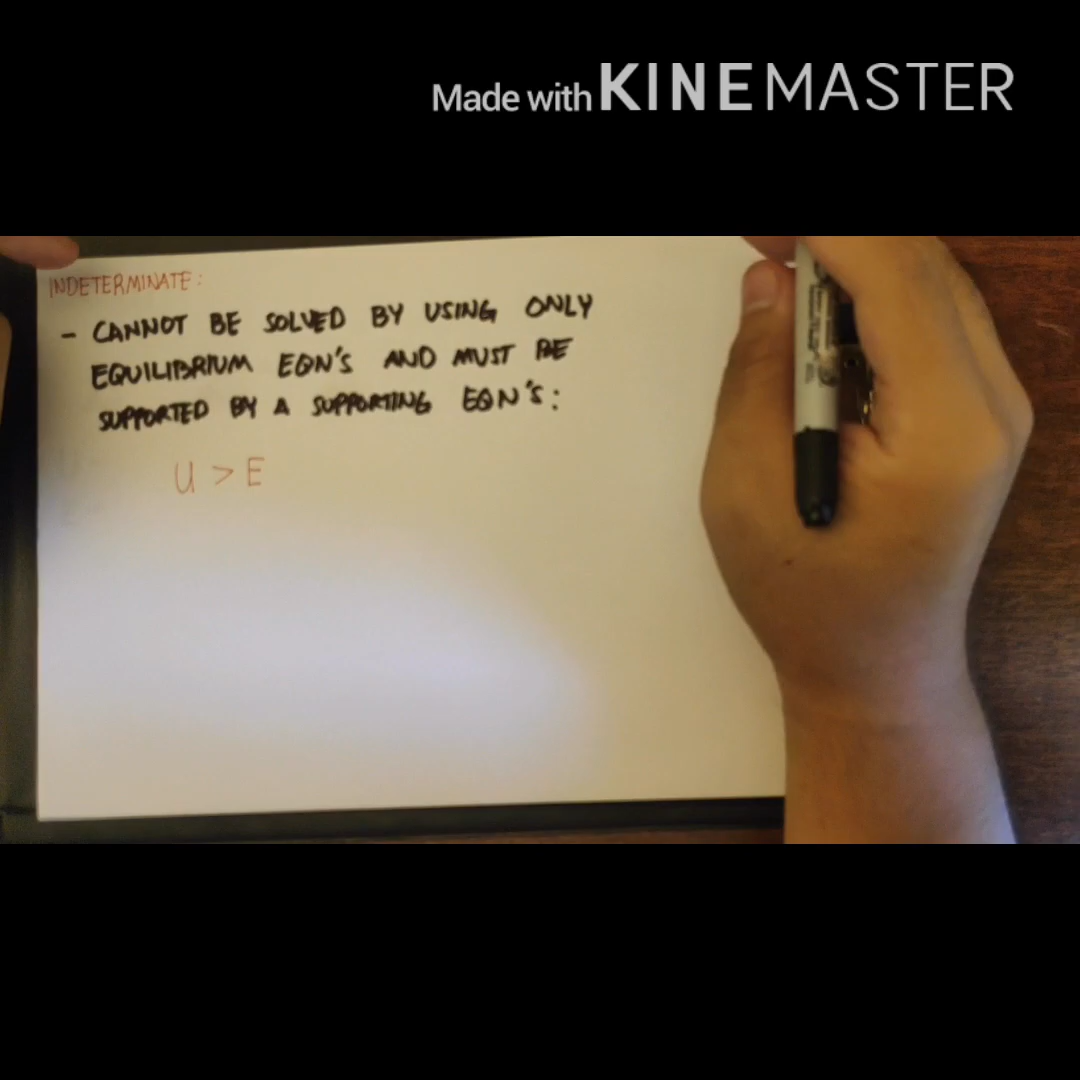 Made with KINEMASTER
INDETERMINATE:
- CANNOT BE SOLVED BY USING ONLY
EQUILIBRIUM EQN'S AND MUST BE
SUPPORTED BY A SUPPORTING EQN'S:
U > E